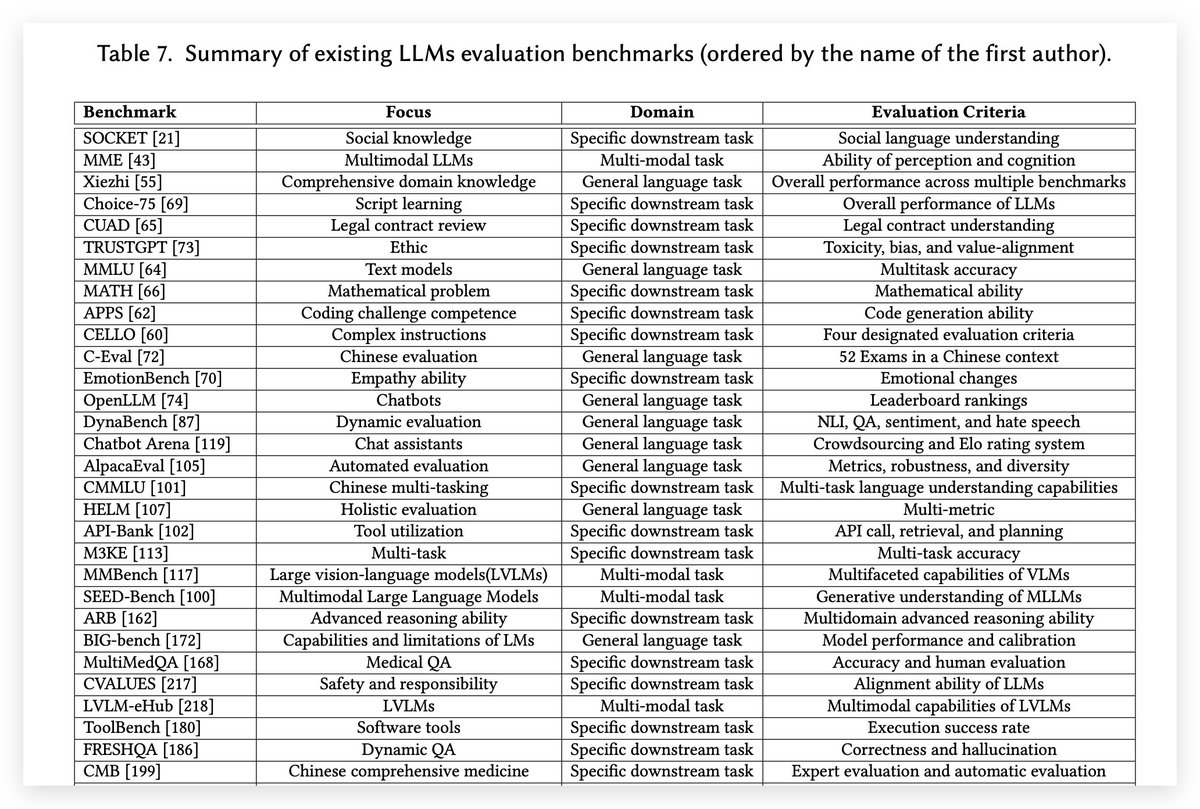 Table 7. Summary of existing LLMs evaluation benchmarks (ordered by the name of the first author).
Benchmark Focus Domain Evaluation Criteria
SOCKET [21] Social knowledge Specific downstream task Social language understanding
MME [43] Multimodal LLMs Multi-modal task Ability of perception and cognition
Xiezhi [55] Comprehensive domain knowledge General language task Overall performance across multiple benchmarks
Choice-75 [69] Script learning Specific downstream task Overall performance of LLMs
CUAD [65] Legal contract review Specific downstream task Legal contract understanding
TRUSTGPT [73] Ethic Specific downstream task Toxicity, bias, and value-alignment
MMLU [64] Text models General language task Multitask accuracy
MATH [66] Mathematical problem Specific downstream task Mathematical ability
APPS [62] Coding challenge competence Specific downstream task Code generation ability
CELLO [60] Complex instructions Specific downstream task Four designated evaluation criteria
C-Eval [72] Chinese evaluation General language task 52 Exams in a Chinese context
EmotionBench [70] Empathy ability Specific downstream task Emotional changes
OpenLLM [74] Chatbots General language task Leaderboard rankings
DynaBench [87] Dynamic evaluation General language task NLI, QA, sentiment, and hate speech
Chatbot Arena [119] Chat assistants General language task Crowdsourcing and Elo rating system
AlpacaEval [105] Automated evaluation General language task Metrics, robustness, and diversity
CMMLU [101] Chinese multi-tasking Specific downstream task Multi-task language understanding capabilities
HELM [107] Holistic evaluation General language task Multi-metric
API-Bank [102] Tool utilization Specific downstream task API call, retrieval, and planning
M3KE [113] Multi-task Specific downstream task Multi-task accuracy
MMBench [117] Large vision-language models(LVLMs) Multi-modal task Multifaceted capabilities of VLMs
SEED-Bench [100] Multimodal Large Language Models Multi-modal task Generative understanding of MLLMs
ARB [162] Advanced reasoning ability Specific downstream task Multidomain advanced reasoning ability
BIG-bench [172] Capabilities and limitations of LMs General language task Model performance and calibration
MultiMedQA [168] Medical QA Specific downstream task Accuracy and human evaluation
CVALUES [217] Safety and responsibility Specific downstream task Alignment ability of LLMs
LVLM-eHub [218] LVLMs Multi-modal task Multimodal capabilities of LVLMs
ToolBench [180] Software tools Specific downstream task Execution success rate
FRESHQA [186] Dynamic QA Specific downstream task Correctness and hallucination
CMB [199] Chinese comprehensive medicine Specific downstream task Expert evaluation and automatic evaluation